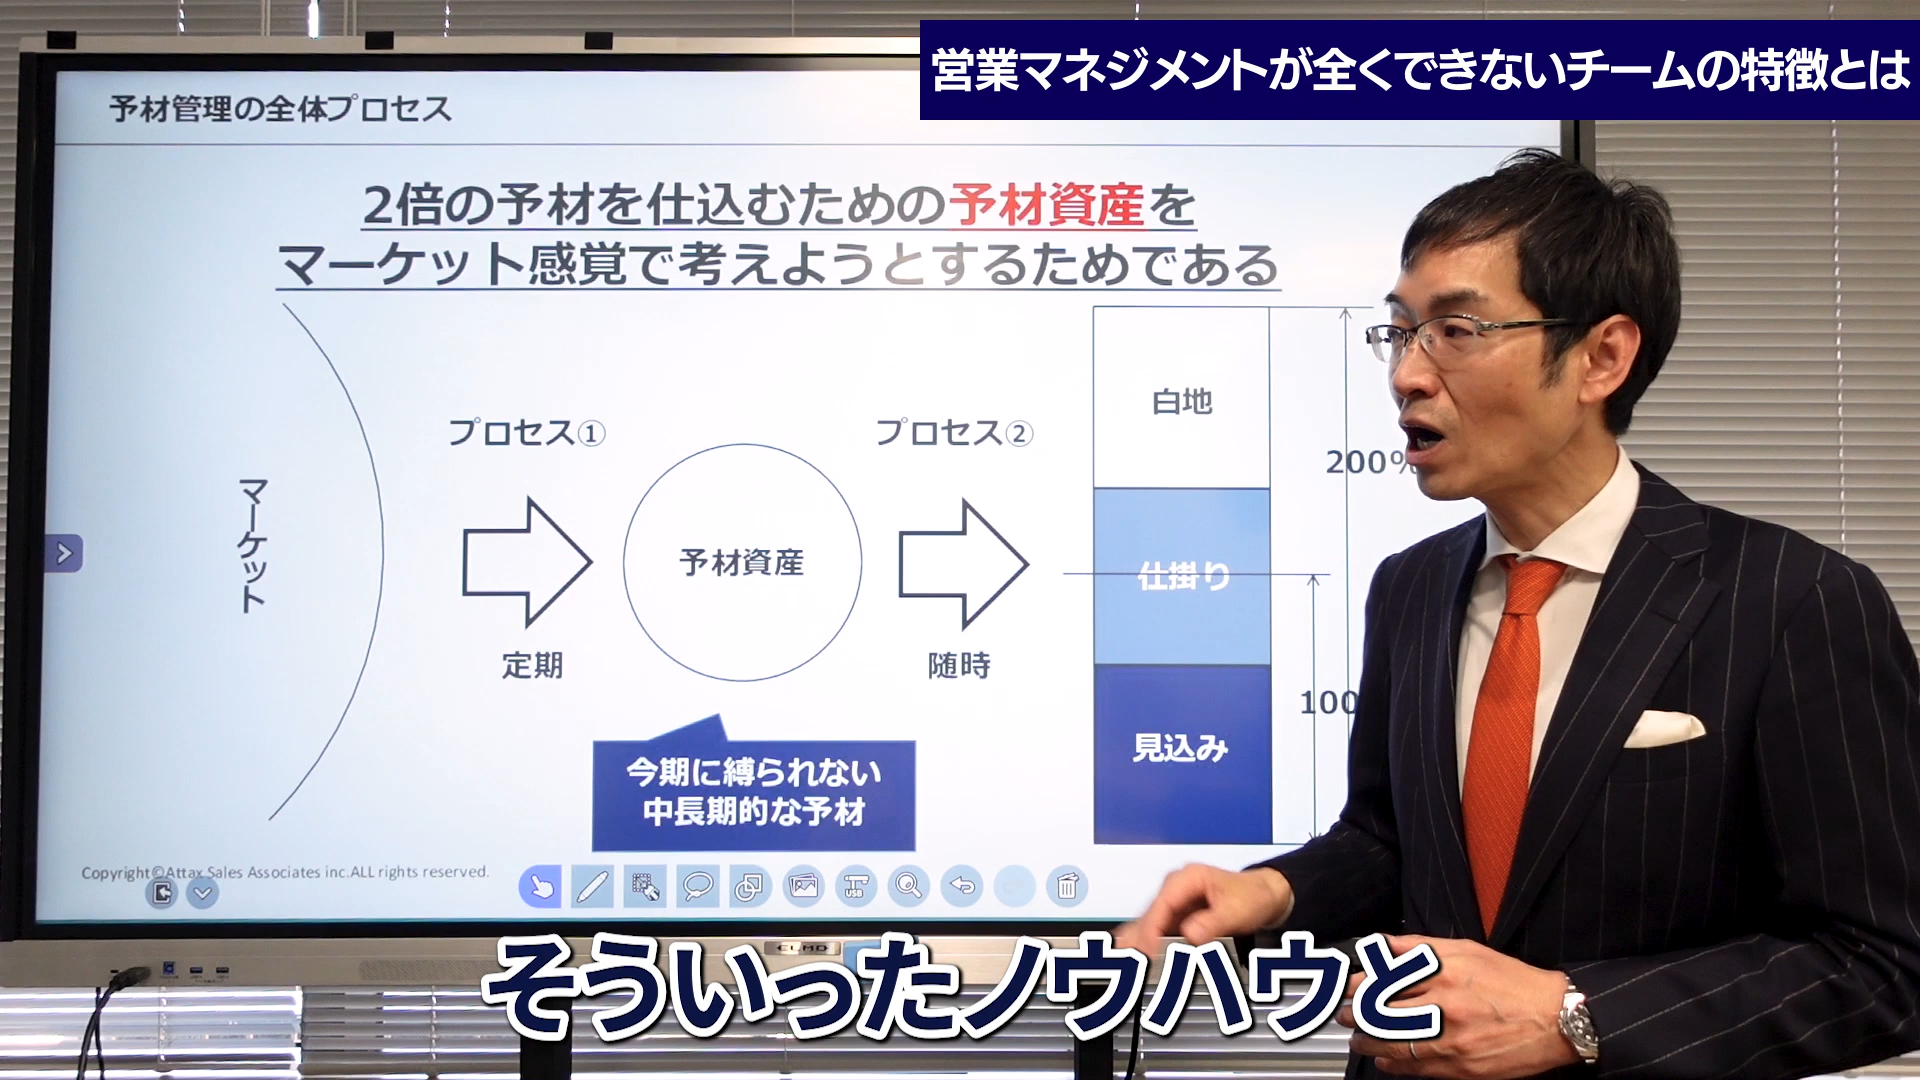 営業マネジメントが全くできないチームの特徴とは
予材管理の全体プロセス
2倍の予材を仕込むための予材資産を
マーケット感覚で考えようとするためである
マーケット
プロセス①
定期
予材資産
今期に縛られない
中長期的な予材
プロセス②
随時
白地
仕掛り
見込み
200%
100
Copyright©Attax Sales Associates inc.ALL rights reserved.
USB
ELMO
そういったノウハウと